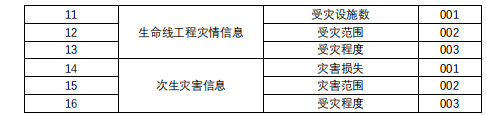 11 生命线工程灾情信息 受灾设施数 001
12 受灾范围 002
13 受灾程度 003
14 次生灾害信息 灾害损失 001
15 灾害范围 002
16 受灾程度 003